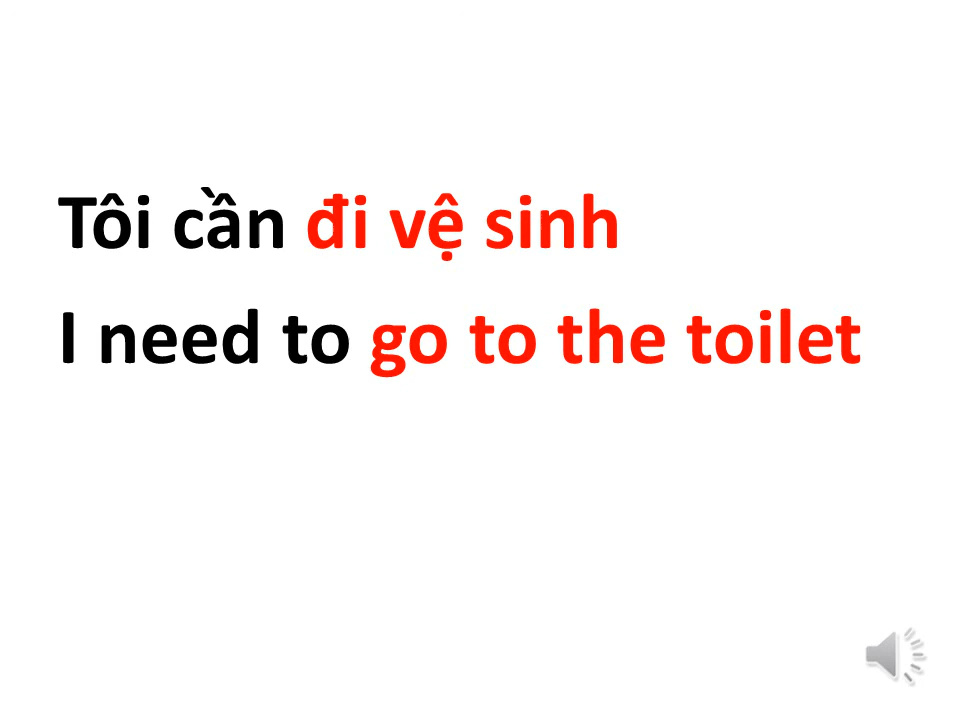 Tôi cần đi vệ sinh
I need to go to the toilet